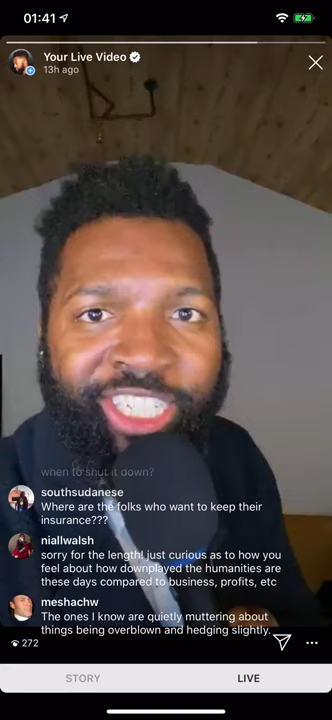 01:41
Your Live Video
13h ago
when to shut it down?
southsudanese
Where are the folks who want to keep their
insurance???
niallwalsh
sorry for the length! just curious as to how you
feel about how downplayed the humanities are
these days compared to business, profits, etc
meshachw
The ones I know are quietly muttering about
things being overblown and hedging slightly.
272
STORY
LIVE